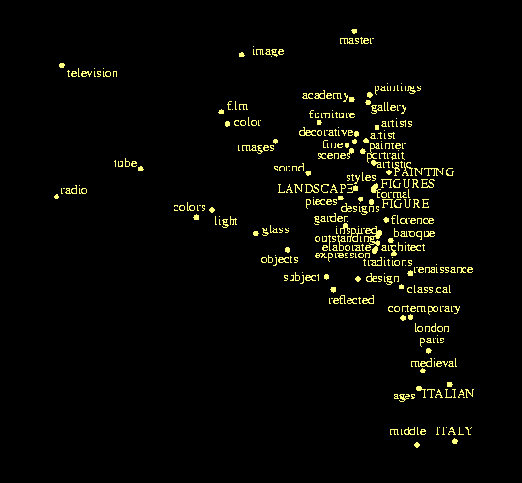 master
image
television
academy
paintings
film
gallery
furniture
color
artists
decorative
artist
fine
painter
images
scenes
portrait
tube
sound
artistic
PAINTING
styles
FIGURES
radio
LANDSCAPE
formal
pieces
FIGURE
colors
designs
light
garden
florence
glass
inspired
baroque
outstanding
elaborate
architect
objects
expression
traditions
renaissance
subject
design
classical
reflected
contemporary
london
paris
medieval
ages
ITALIAN
middle
ITALY